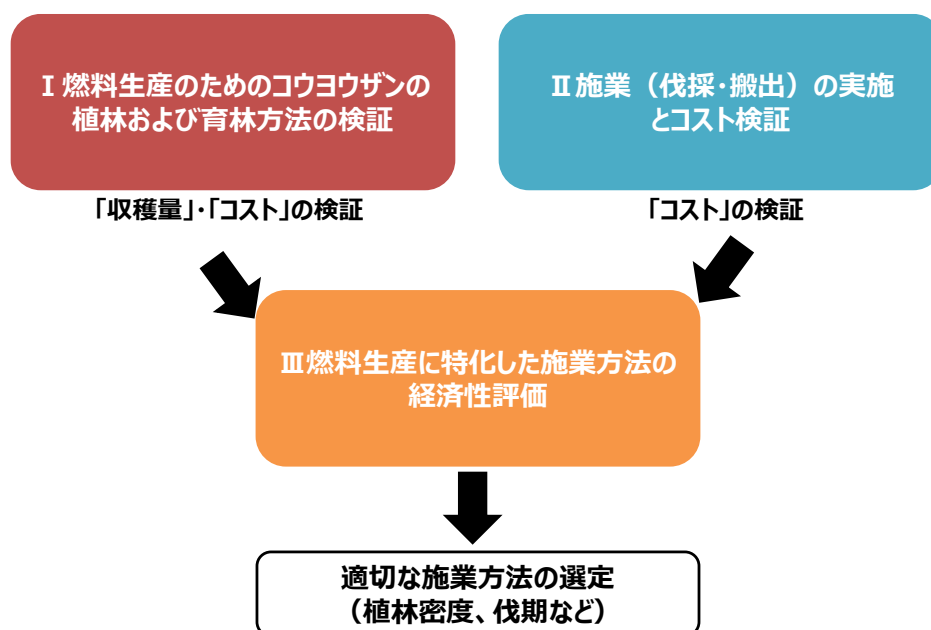 Ⅰ燃料生産のためのコウヨウザンの
植林および育林方法の検証
Ⅱ施業（伐採・搬出）の実施
とコスト検証
「収穫量」・「コスト」の検証
「コスト」の検証
Ⅲ燃料生産に特化した施業方法の
経済性評価
適切な施業方法の選定
（植林密度、伐期など）